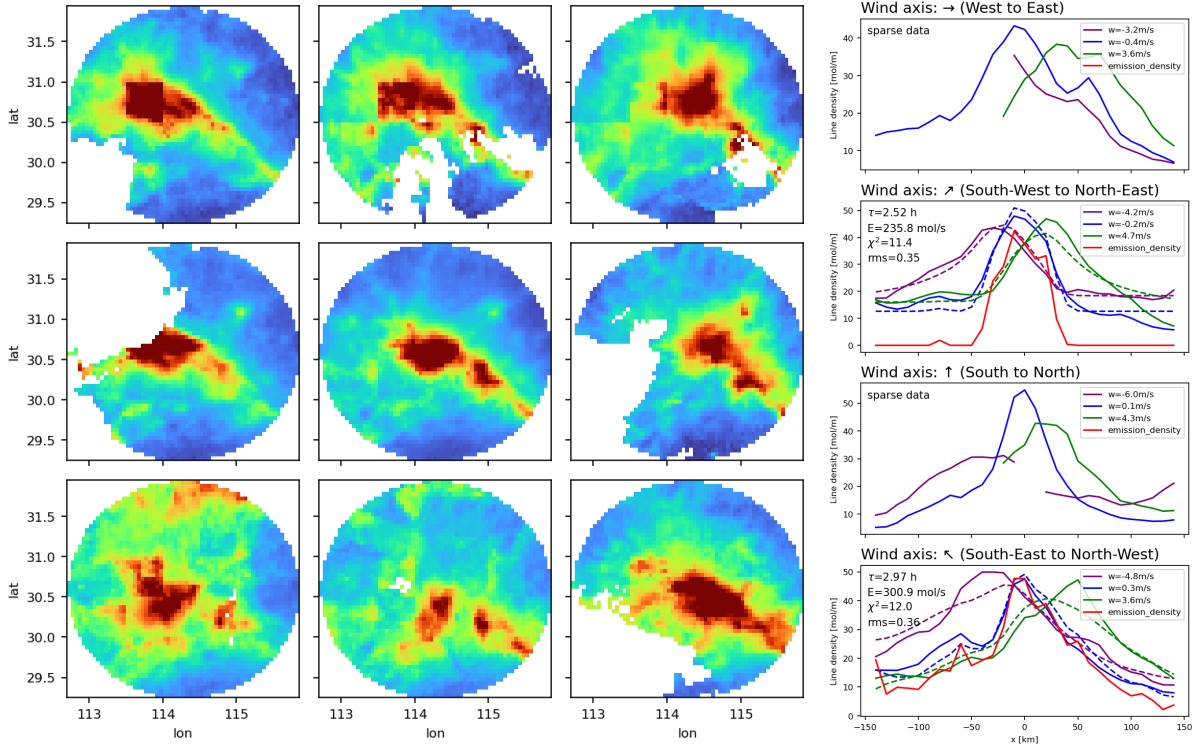 31.5
31.0
30.5
30.0
29.5
lat
31.5
31.0
30.5
30.0
29.5
lat
31.5
31.0
30.5
30.0
29.5
lat
113
114
115
lon
113
114
115
lon
113
114
115
lon
Wind axis: → (West to East)
sparse data
w=-3.2m/s
w=-0.4m/s
w=3.6m/s
emission_density
40
30
20
10
Line density [mol/m]
Wind axis: ↗ (South-West to North-East)
τ=2.52 h
E=235.8 mol/s
χ²=11.4
rms=0.35
w=-4.2m/s
w=-0.2m/s
w=4.7m/s
emission_density
50
40
30
20
10
0
Line density [mol/m]
Wind axis: ↑ (South to North)
sparse data
w=-6.0m/s
w=0.1m/s
w=4.3m/s
emission_density
50
40
30
20
10
Line density [mol/m]
Wind axis: ↖ (South-East to North-West)
τ=2.97 h
E=300.9 mol/s
χ²=12.0
rms=0.36
w=-4.8m/s
w=0.3m/s
w=3.6m/s
emission_density
50
40
30
20
10
0
Line density [mol/m]
−150
−100
−50
0
50
100
150
x [km]